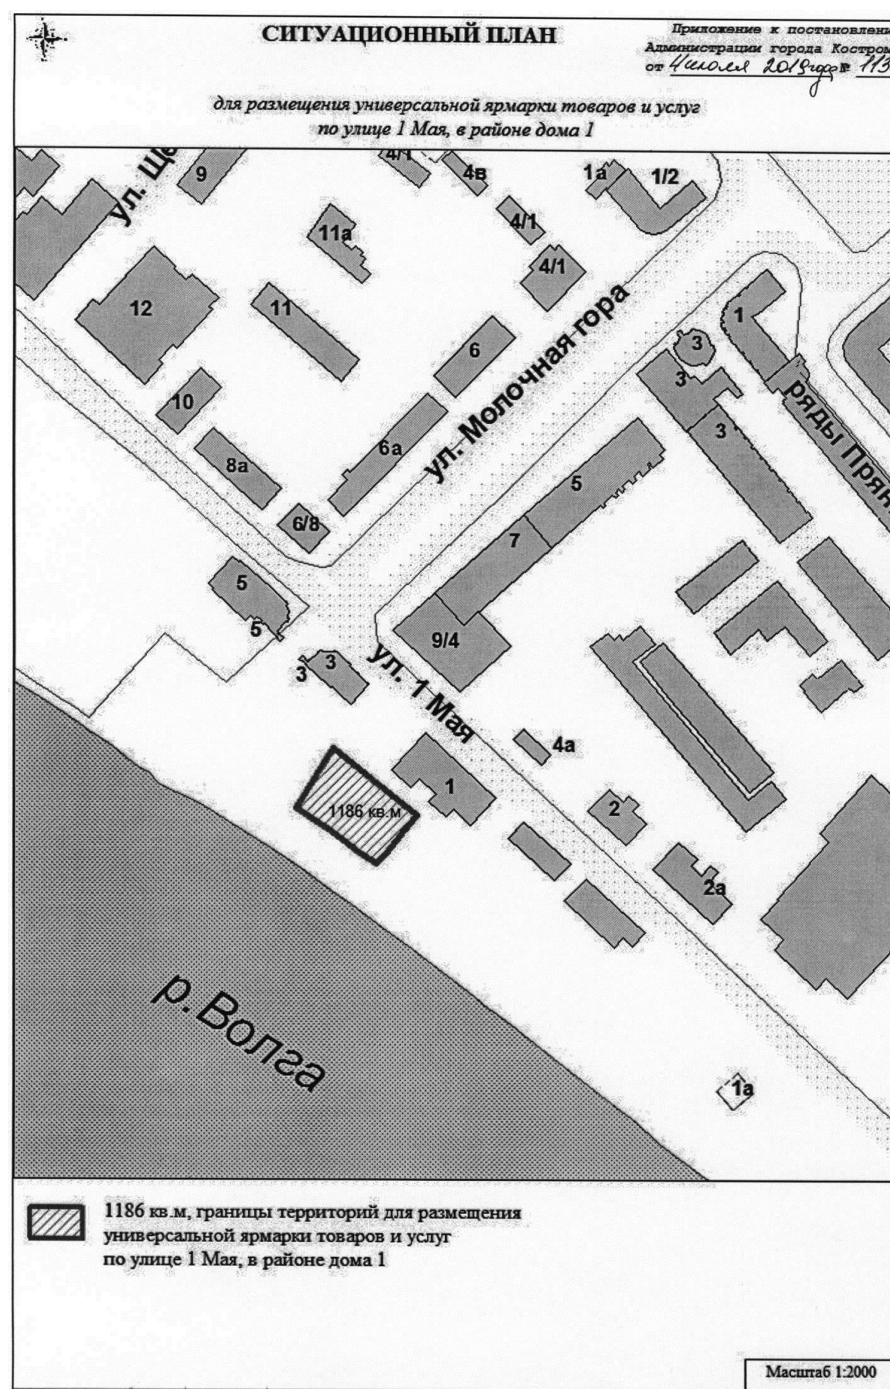 СИТУАЦИОННЫЙ ПЛАН
Приложение к постановлени
Администрации города Костром
от 4 июля 2019 года № 113
для размещения универсальной ярмарки товаров и услуг
по улице 1 Мая, в районе дома 1
ул. Ще
9
4/1
4в
1а
1/2
11а
4/1
4/1
12
11
6
ул. Молочная гора
1
3
3
3
ряды Прян
10
8а
6а
6/8
5
7
9/4
5
5
3
3
ул. 1 Мая
4а
1
2
2а
1186 кв.м
р.Волга
1а
1186 кв.м, границы территорий для размещения
универсальной ярмарки товаров и услуг
по улице 1 Мая, в районе дома 1
Масштаб 1:2000